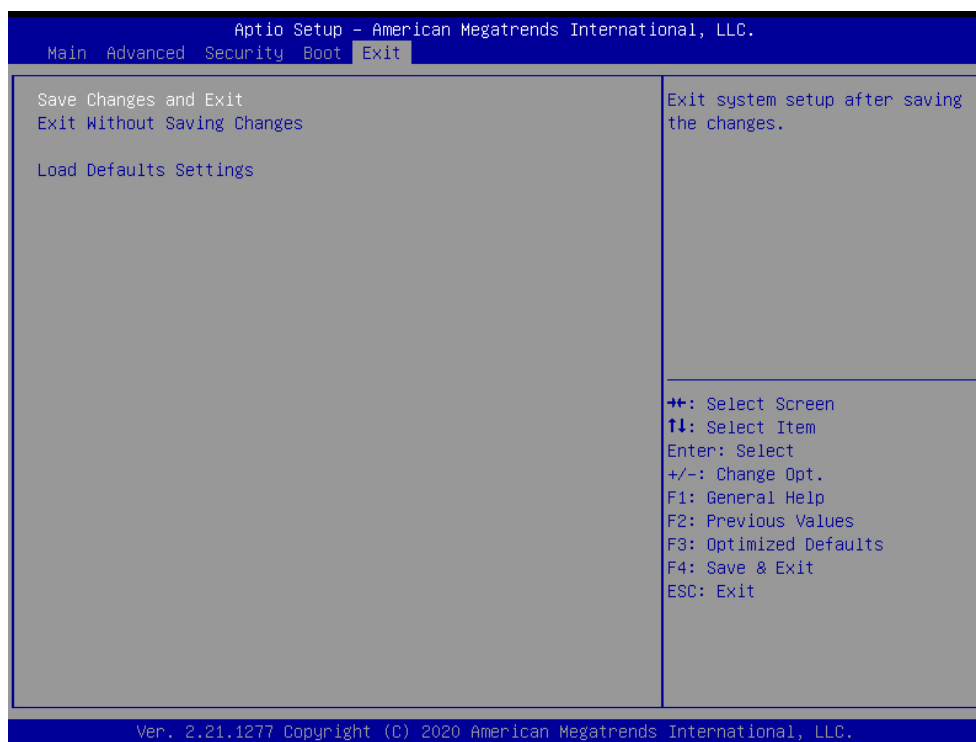 Aptio Setup – American Megatrends International, LLC.
Main Advanced Security Boot Exit
Save Changes and Exit
Exit Without Saving Changes
Load Defaults Settings
Exit system setup after saving
the changes.
→←: Select Screen
↑↓: Select Item
Enter: Select
+/-: Change Opt.
F1: General Help
F2: Previous Values
F3: Optimized Defaults
F4: Save & Exit
ESC: Exit
Ver. 2.21.1277 Copyright (C) 2020 American Megatrends International, LLC.